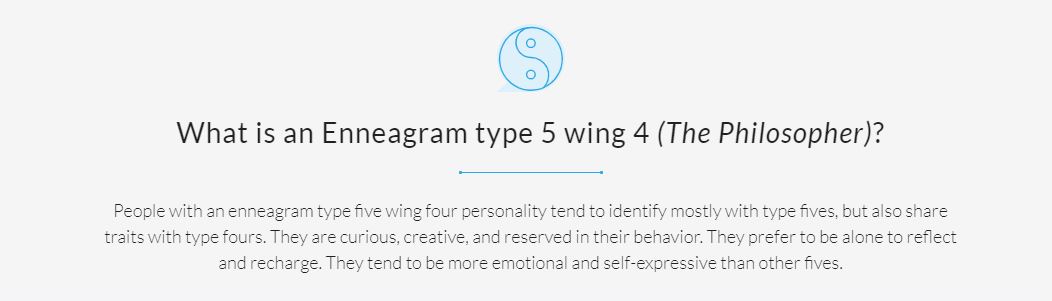 What is an Enneagram type 5 wing 4 (The Philosopher)?
People with an enneagram type five wing four personality tend to identify mostly with type fives, but also share
traits with type fours. They are curious, creative, and reserved in their behavior. They prefer to be alone to reflect
and recharge. They tend to be more emotional and self-expressive than other fives.